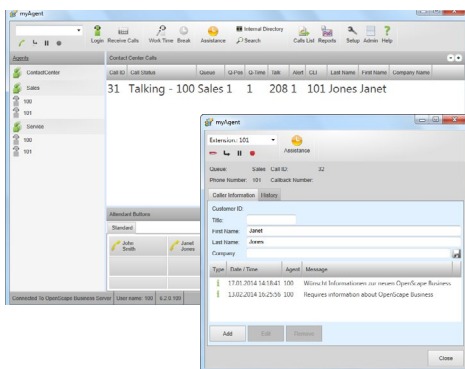 myAgent
Login Receive Calls Work Time Break Assistance
Internal Directory
Search
Calls List Reports Setup Admin Help
Agents
ContactCenter
Sales
100
101
Service
100
101
Contact Center Calls
Call ID Call Status Queue Q-Pos Q-Time Talk Alert CLI Last Name First Name Company Name
31 Talking - 100 Sales 1 1 208 1 101 Jones Janet
Attendant Buttons
Standard
John Smith
Janet Jones
Connected To OpenScape Business Server User name: 100 6.2.0.100
myAgent
Extension: 101
Assistance
Queue: Sales Call ID: 32
Phone Number: 101 Callback Number:
Caller Information History
Customer ID:
Title:
First Name: Janet
Last Name: Jones
Company
Type Date / Time Agent Message
17.01.2014 14:18:41 100 Wünscht Informationen zur neuen OpenScape Business
13.02.2014 16:25:56 100 Requires information about OpenScape Business
Add Edit Remove
Close